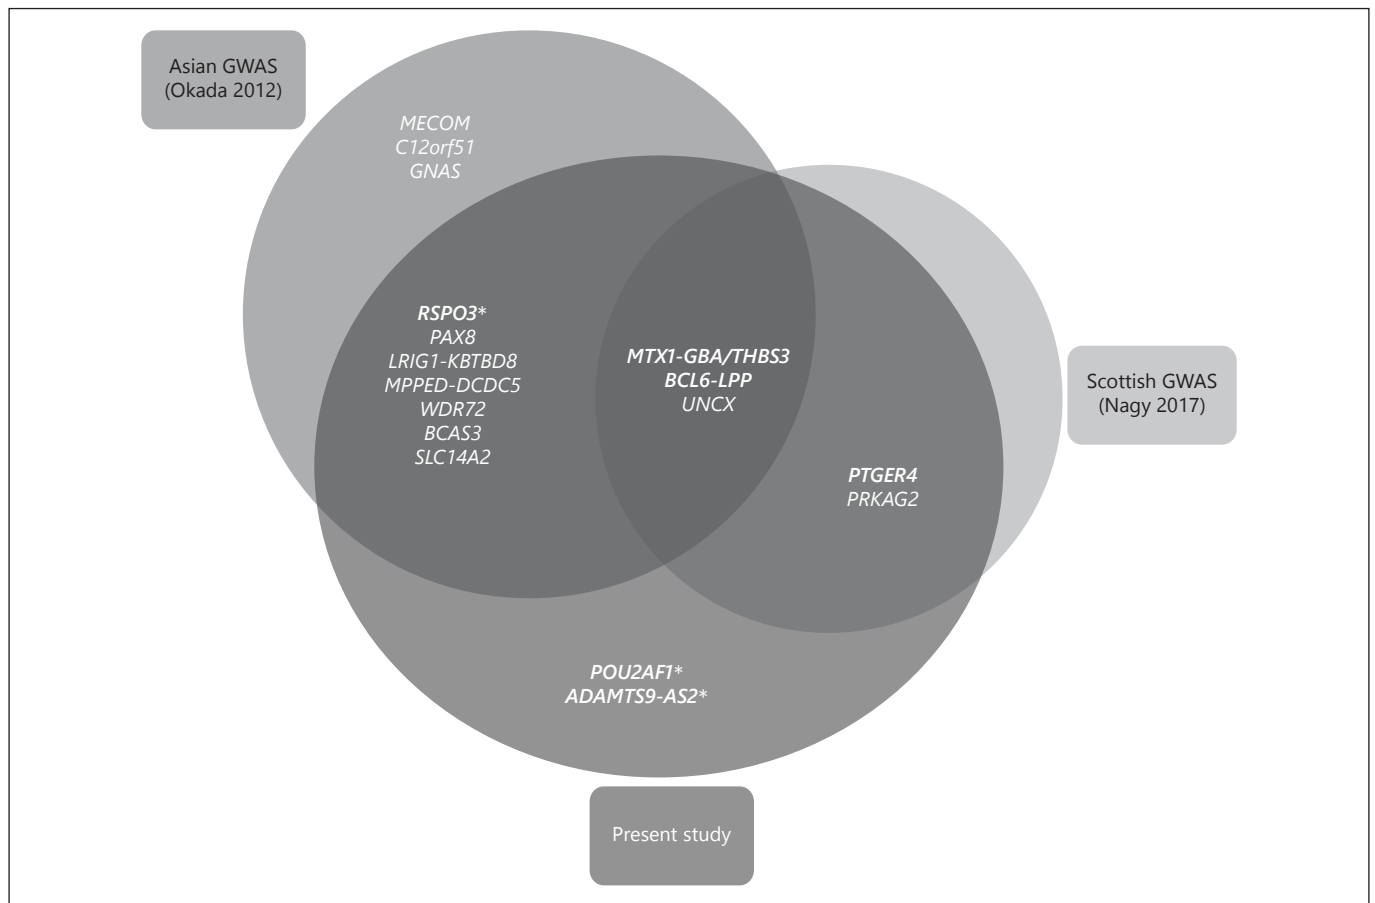 Asian GWAS
(Okada 2012)
MECOM
C12orf51
GNAS
RSPO3*
PAX8
LRIG1-KBTBD8
MPPED-DCDC5
WDR72
BCAS3
SLC14A2
MTX1-GBA/THBS3
BCL6-LPP
UNCX
Scottish GWAS
(Nagy 2017)
PTGER4
PRKAG2
POU2AF1*
ADAMTS9-AS2*
Present study